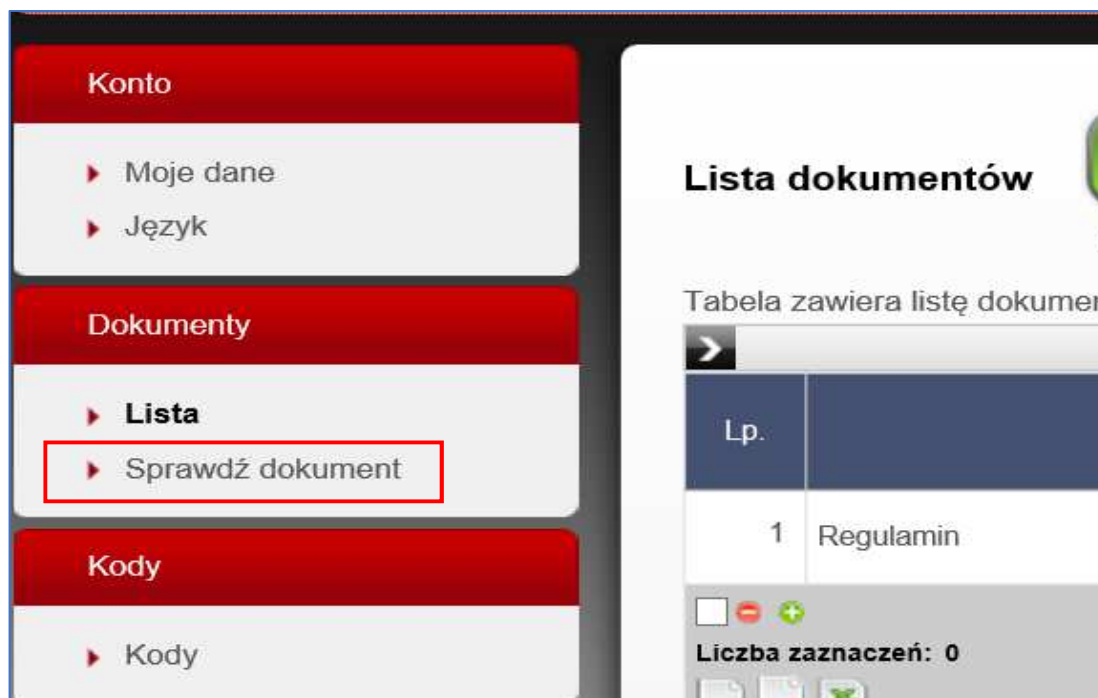 Konto
Moje dane
Język
Dokumenty
Lista
Sprawdź dokument
Kody
Kody
Lista dokumentów
Tabela zawiera listę
Lp.
1 Regulamin
Liczba zaznaczeń: 0